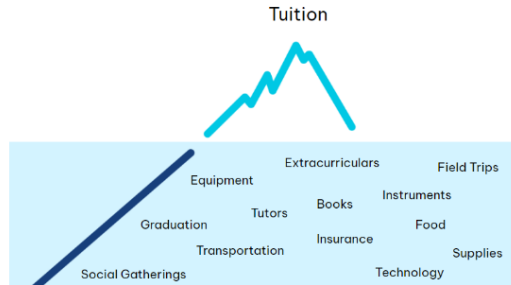 Tuition
Extracurriculars
Field Trips
Equipment
Instruments
Books
Tutors
Graduation
Food
Insurance
Transportation
Supplies
Social Gatherings
Technology